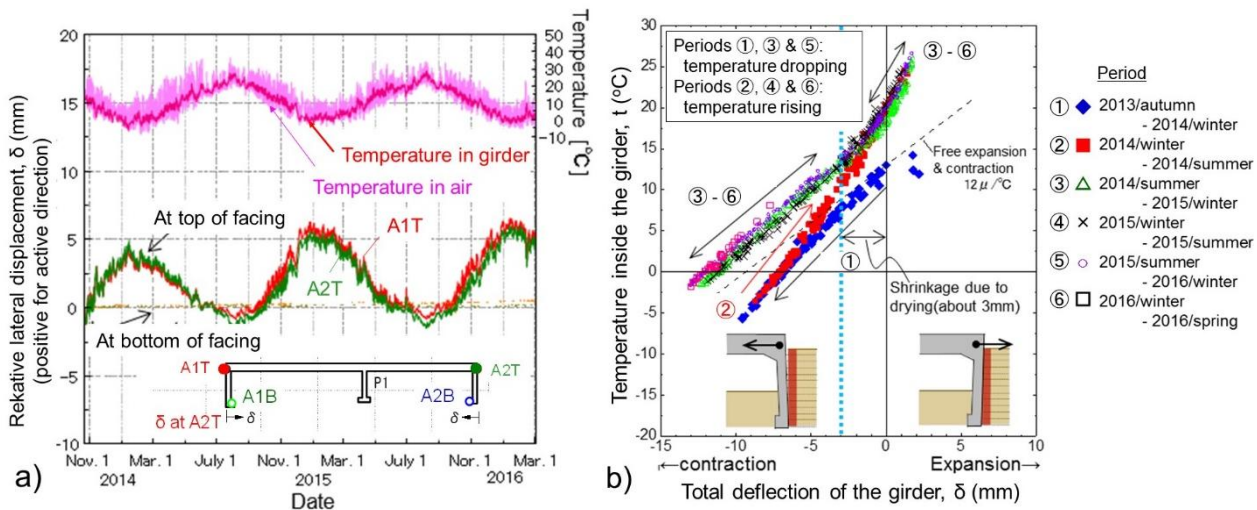 20
15
10
5
0
-5
-10
50
40
30
20
10
0
-10
Temperature [°C]
Rekative lateral displacement, δ (mm)
(positive for active direction)
Temperature in girder
Temperature in air
At top of facing
A1T
A2T
At bottom of facing
A1T
A2T
P1
A1B
A2B
δ at A2T
δ
δ
Nov. 1
Mar. 1
July 1
Nov. 1
Mar. 1
July 1
Nov. 1
Mar. 1
2014
2015
2016
a)
Date
Temperature inside the girder, t (°C)
30
25
20
15
10
5
0
-5
-10
-15
-20
Periods ①, ③ & ⑤:
temperature dropping
Periods ②, ④ & ⑥:
temperature rising
③ - ⑥
③ - ⑥
Free expansion
& contraction
12μ/°C
①
②
Shrinkage due to
drying(about 3mm)
-15
-10
-5
0
5
10
←contraction
Expansion→
b)
Total deflection of the girder, δ (mm)
Period
① 2013/autumn
- 2014/winter
② 2014/winter
- 2014/summer
③ 2014/summer
- 2015/winter
④ 2015/winter
- 2015/summer
⑤ 2015/summer
- 2016/winter
⑥ 2016/winter
- 2016/spring